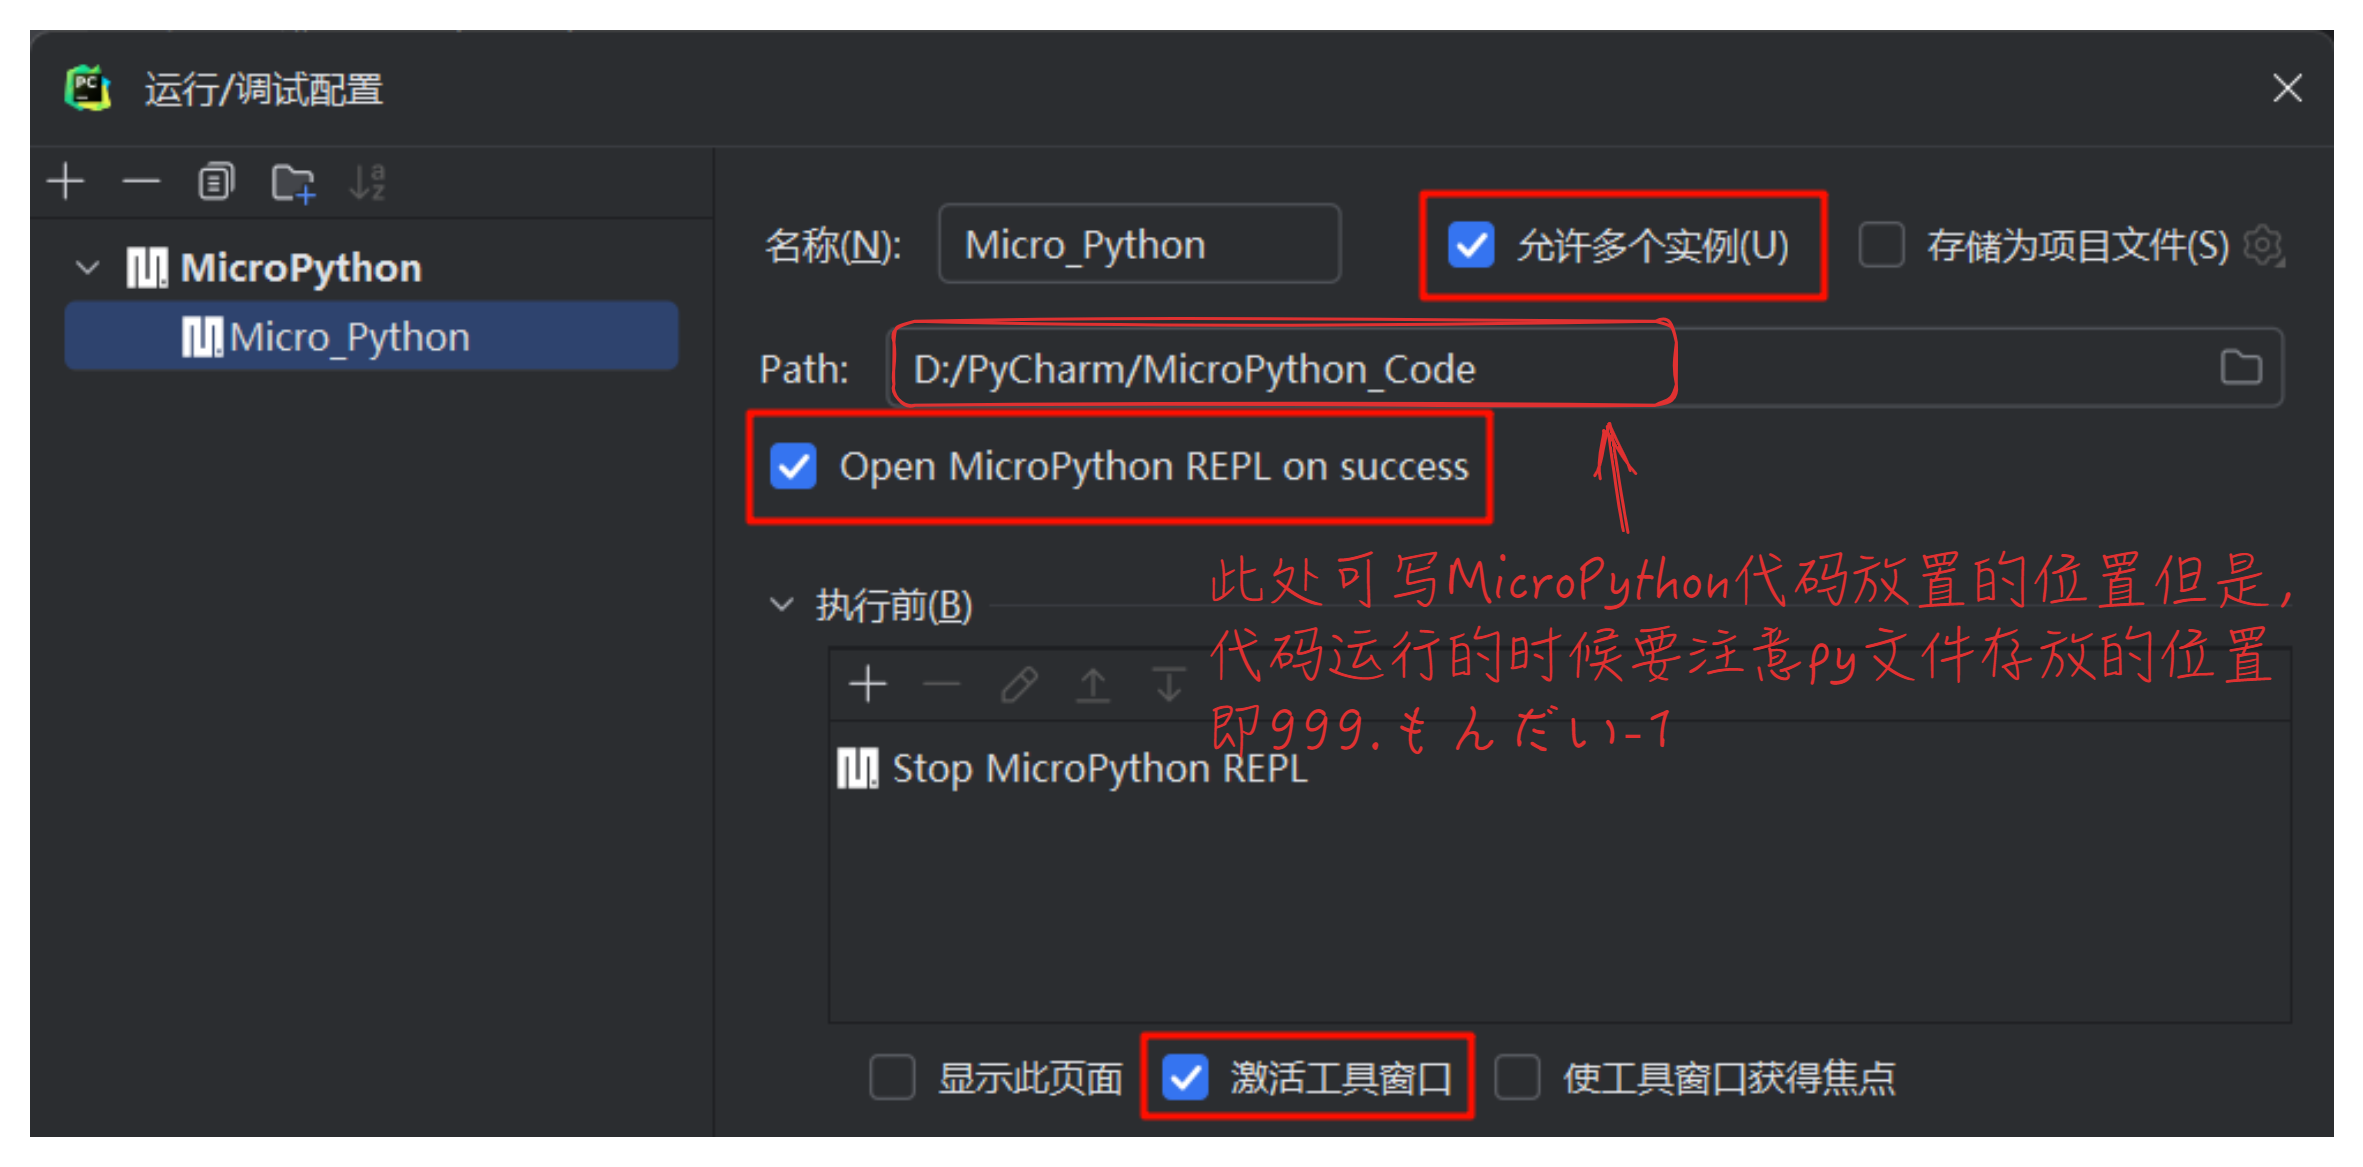 运行/调试配置
MicroPython
Micro_Python
名称(N): Micro_Python 允许多个实例(U) 存储为项目文件(S)
Path: D:/PyCharm/MicroPython_Code
Open MicroPython REPL on success
此处可写MicroPython代码放置的位置但是,
代码运行的时候要注意py文件存放的位置
即999.もんだい-1
执行前(B)
Stop MicroPython REPL
显示此页面 激活工具窗口 使工具窗口获得焦点